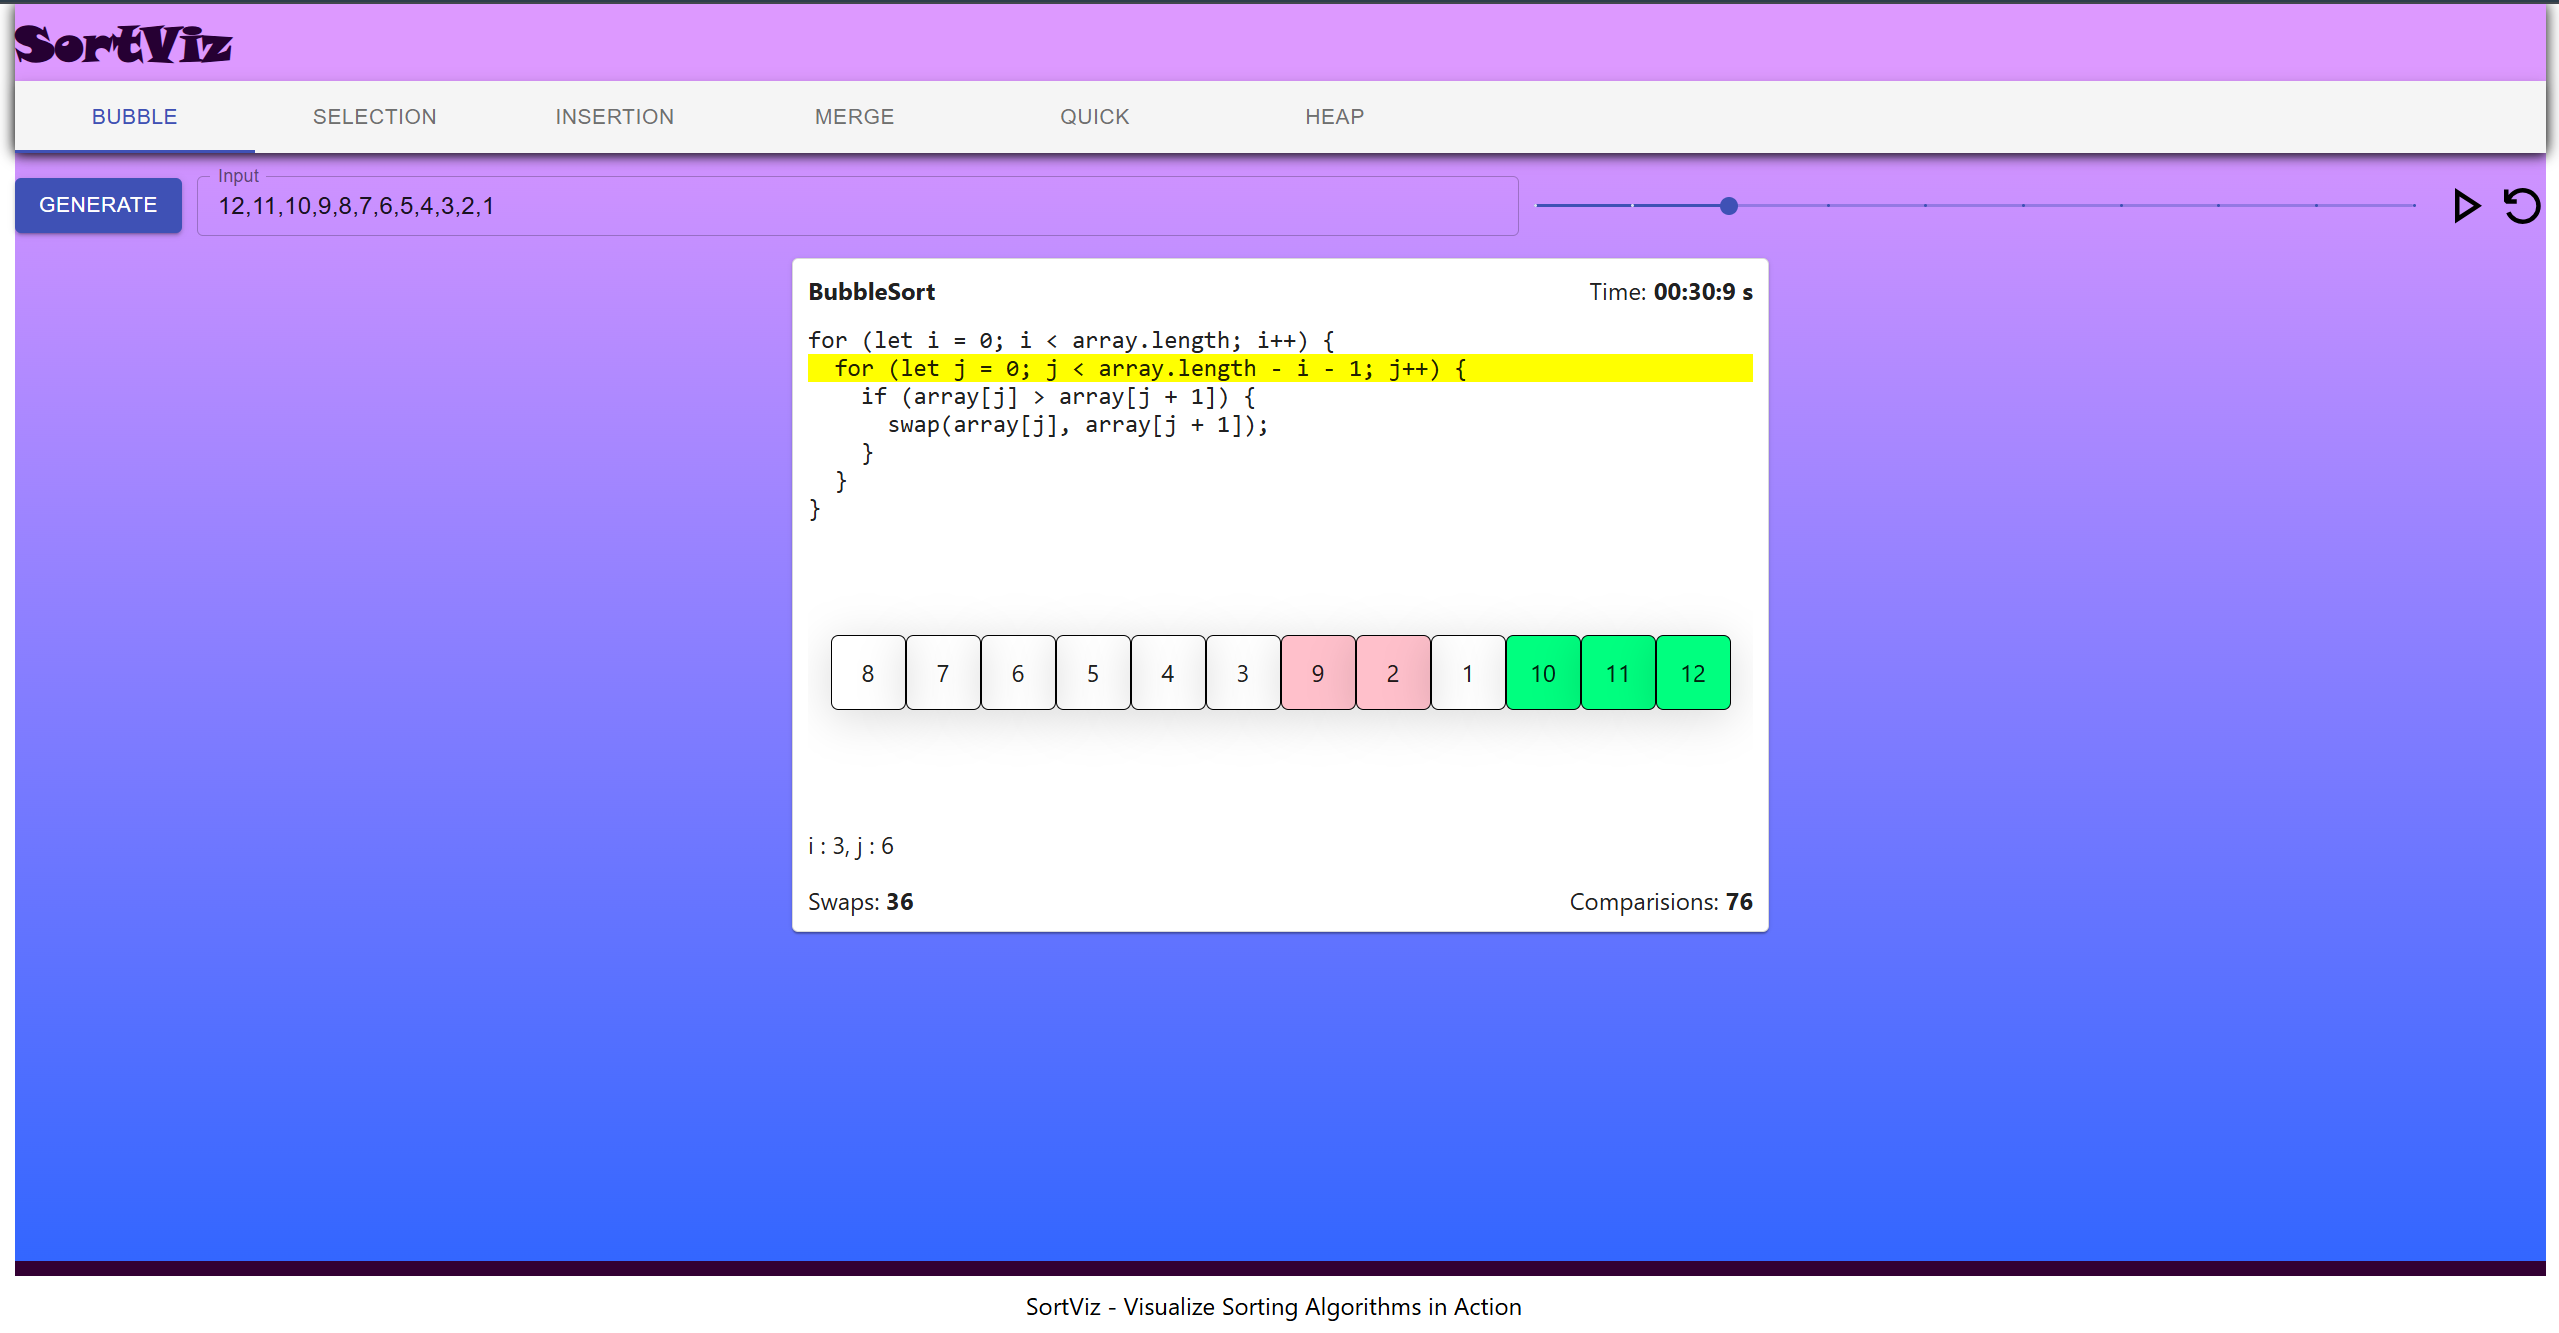 SortViz
BUBBLE SELECTION INSERTION MERGE QUICK HEAP
GENERATE
Input
12,11,10,9,8,7,6,5,4,3,2,1
BubbleSort Time: 00:30:9 s
for (let i = 0; i < array.length; i++) {
for (let j = 0; j < array.length - i - 1; j++) {
if (array[j] > array[j + 1]) {
swap(array[j], array[j + 1]);
}
}
}
8 7 6 5 4 3 9 2 1 10 11 12
i : 3, j : 6
Swaps: 36 Comparisions: 76
SortViz - Visualize Sorting Algorithms in Action